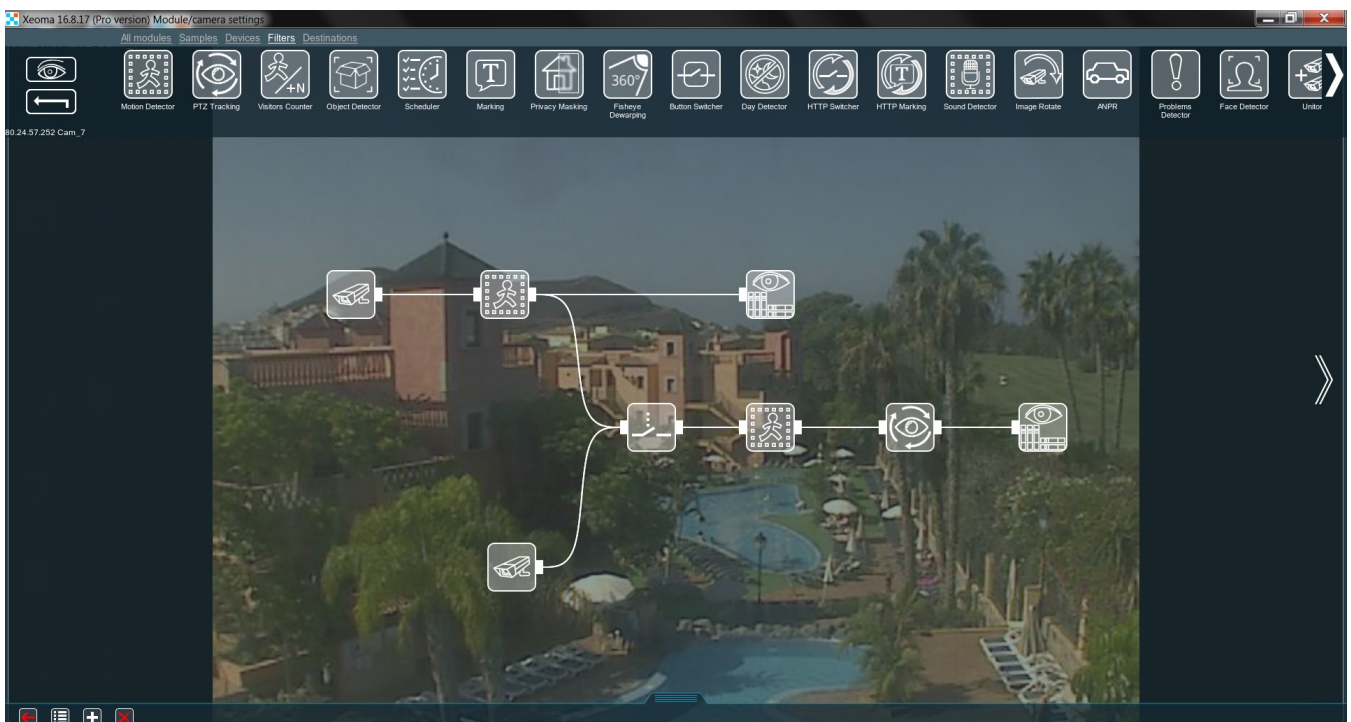 Xeoma 16.8.17 (Pro version) Module/camera settings
All modules Samples Devices Filters Destinations
+N
T
360°
T
+
Motion Detector PTZ Tracking Visitors Counter Object Detector Scheduler Marking Privacy Masking Fisheye Dewarping Button Switcher Day Detector HTTP Switcher HTTP Marking Sound Detector Image Rotate ANPR Problems Detector Face Detector Unitor
80.24.57.252 Cam_7